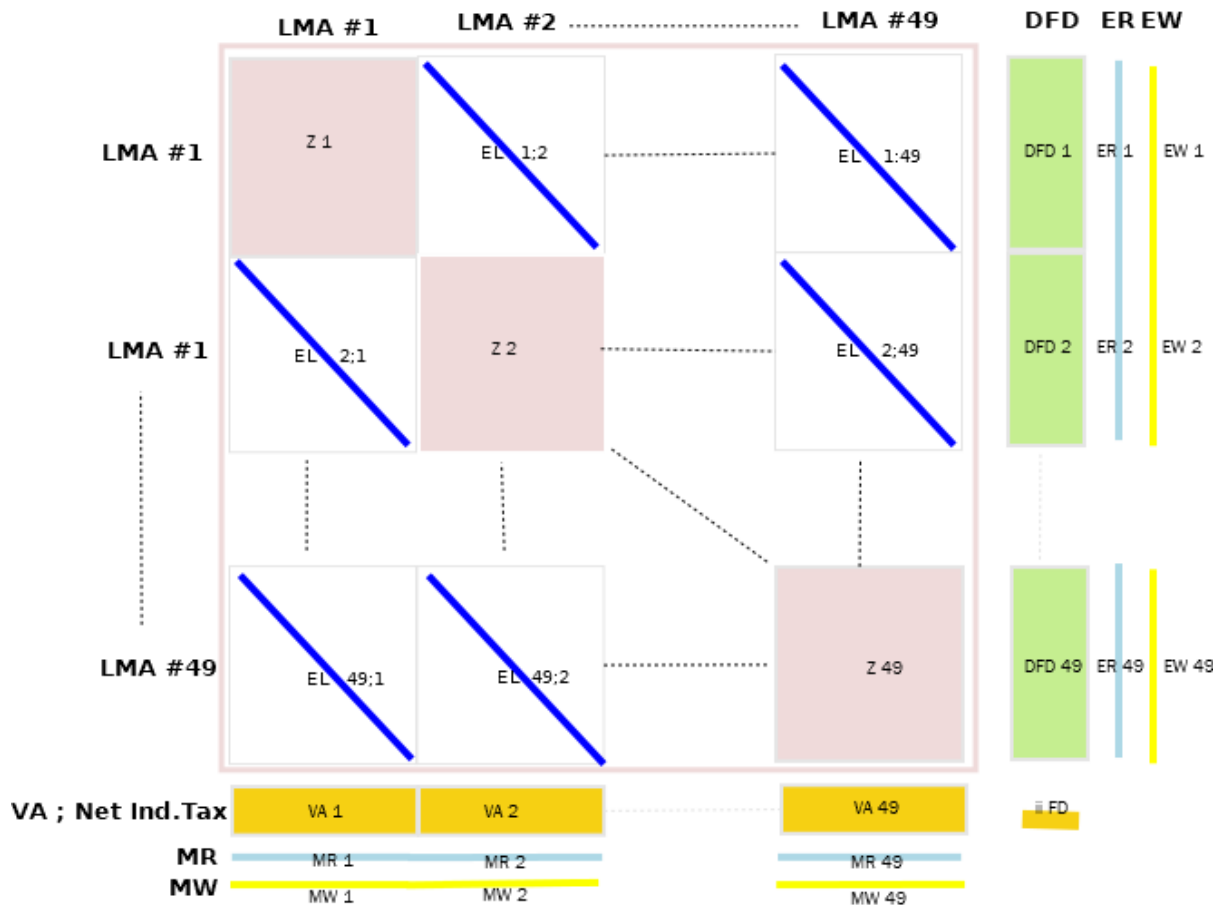 LMA #1 LMA #2 LMA #49 DFD ER EW
LMA #1 Z 1 EL 1;2 EL 1:49 DFD 1 ER 1 EW 1
LMA #1 EL 2;1 Z 2 EL 2;49 DFD 2 ER 2 EW 2
LMA #49 EL 49;1 EL 49;2 Z 49 DFD 49 ER 49 EW 49
VA ; Net Ind.Tax VA 1 VA 2 VA 49 FD
MR MR 1 MR 2 MR 49
MW MW 1 MW 2 MW 49